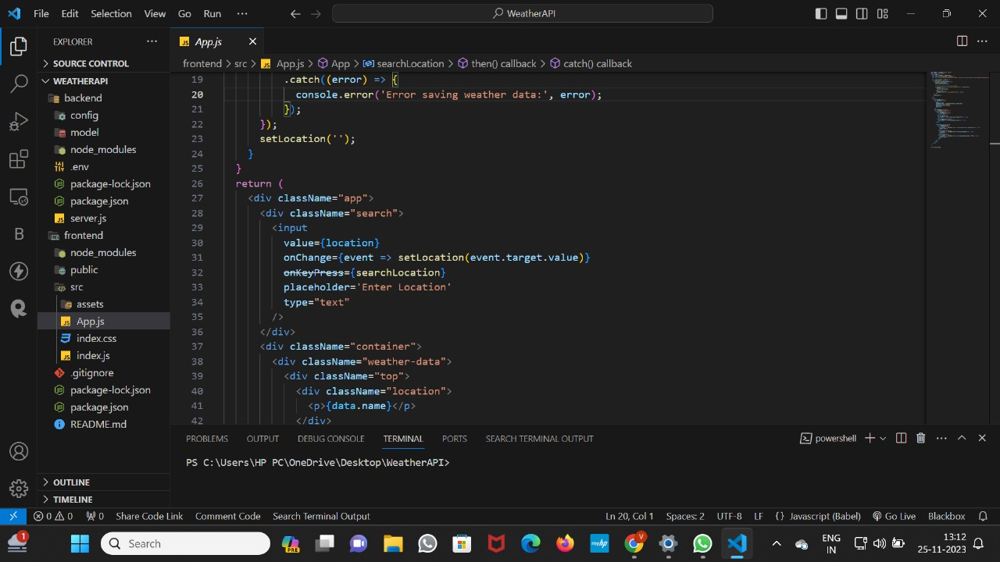 File Edit Selection View Go Run ··· WeatherAPI
EXPLORER ···
SOURCE CONTROL
WEATHERAPI
backend
config
model
node_modules
.env
package-lock.json
package.json
server.js
frontend
node_modules
public
src
assets
App.js
index.css
index.js
.gitignore
package-lock.json
package.json
README.md
OUTLINE
TIMELINE
App.js
frontend > src > App.js > App > searchLocation > then() callback > catch() callback
19 .catch((error) => {
20 console.error('Error saving weather data:', error);
21 });
22 });
23 setLocation('');
24 }
25 }
26 return (
27 <div className="app">
28 <div className="search">
29 <input
30 value={location}
31 onChange={event => setLocation(event.target.value)}
32 onKeyPress={searchLocation}
33 placeholder='Enter Location'
34 type="text"
35 />
36 </div>
37 <div className="container">
38 <div className="weather-data">
39 <div className="top">
40 <div className="location">
41 <p>{data.name}</p>
42 </div>
PROBLEMS OUTPUT DEBUG CONSOLE TERMINAL PORTS SEARCH TERMINAL OUTPUT powershell
PS C:\Users\HP PC\OneDrive\Desktop\WeatherAPI>
0 0 0 Share Code Link Comment Code Search Terminal Output Ln 20, Col 1 Spaces: 2 UTF-8 LF {} Javascript (Babel) Go Live Blackbox
1 Search PRE myhp V ENG IN 13:12 25-11-2023